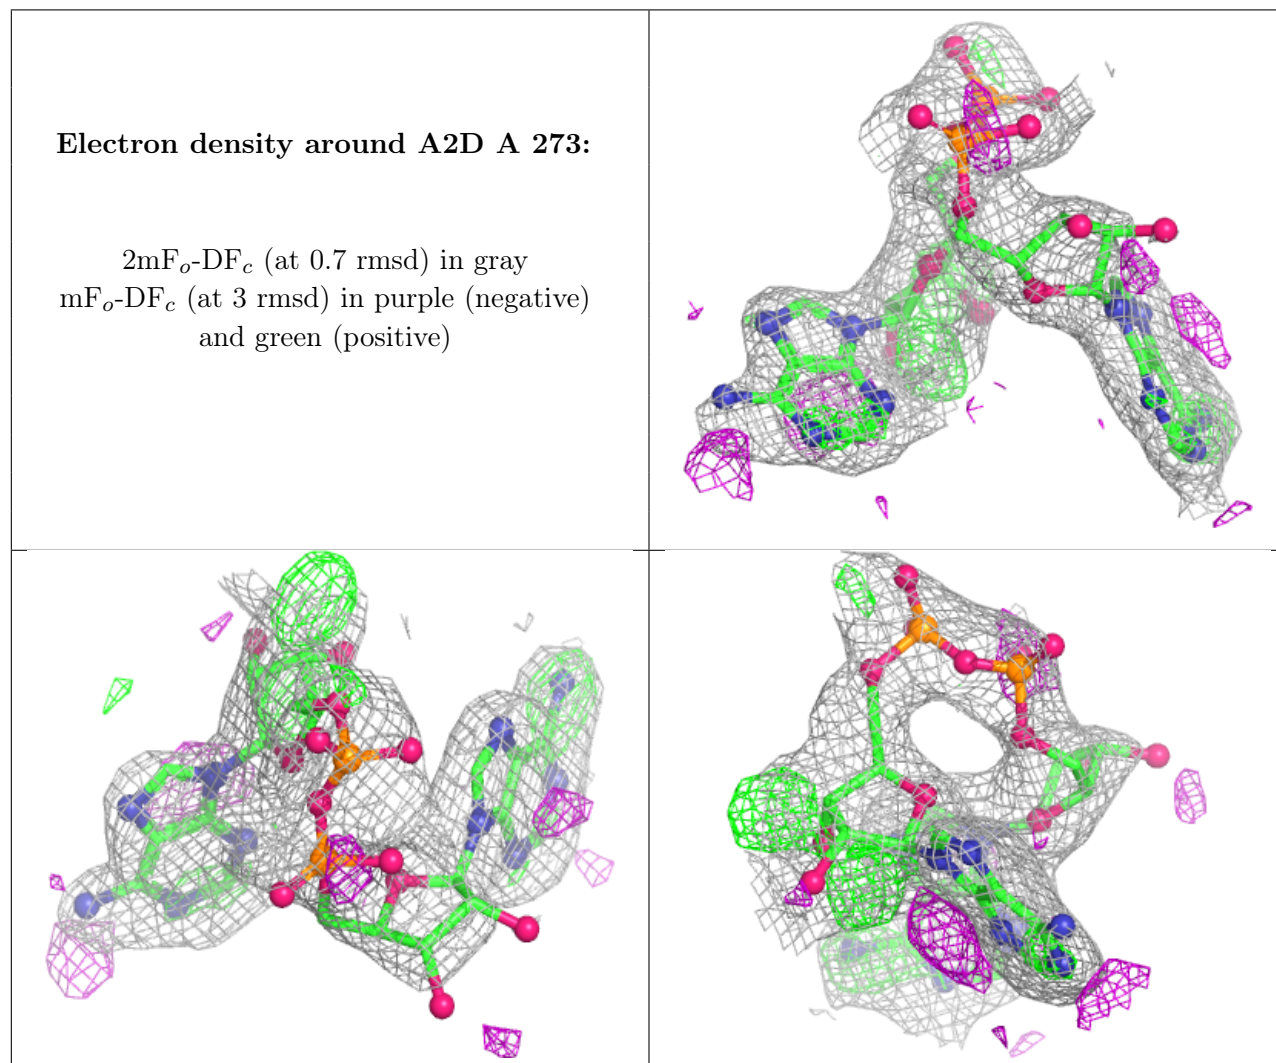 Electron density around A2D A 273:
2mFo-DFc (at 0.7 rmsd) in gray
mFo-DFc (at 3 rmsd) in purple (negative)
and green (positive)